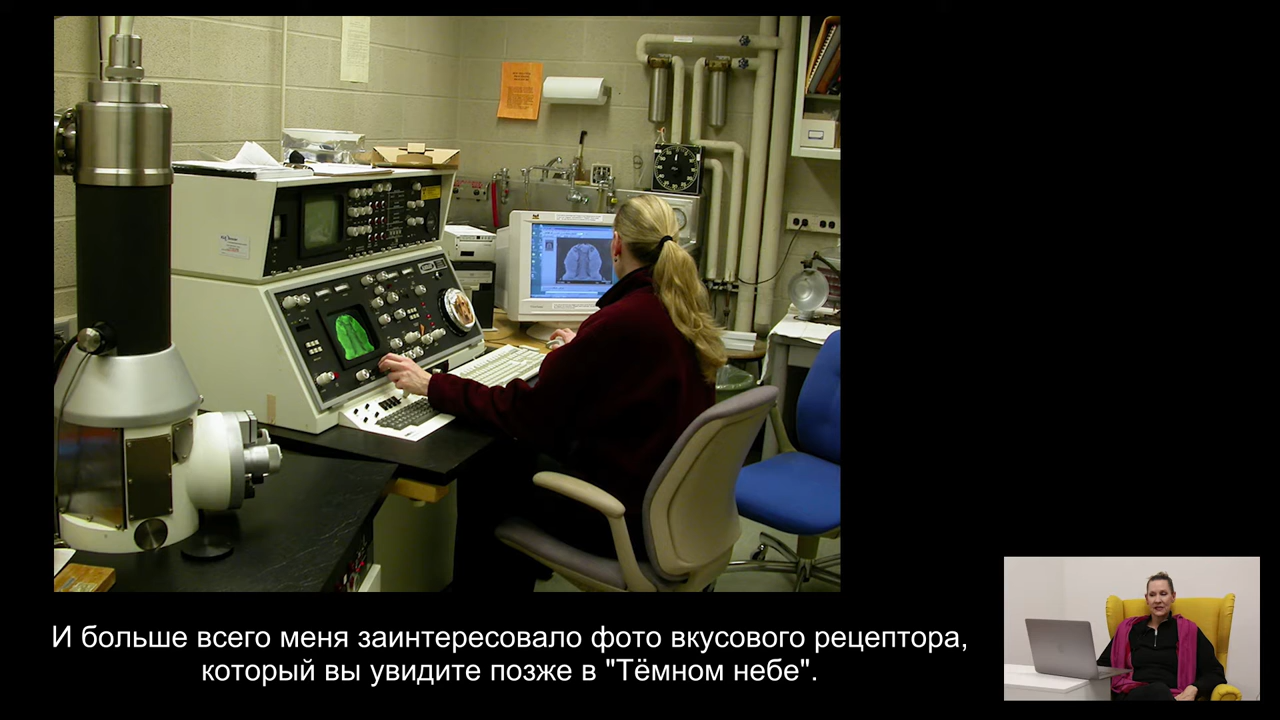 И больше всего меня заинтересовало фото вкусового рецептора,
который вы увидите позже в "Тёмном небе".